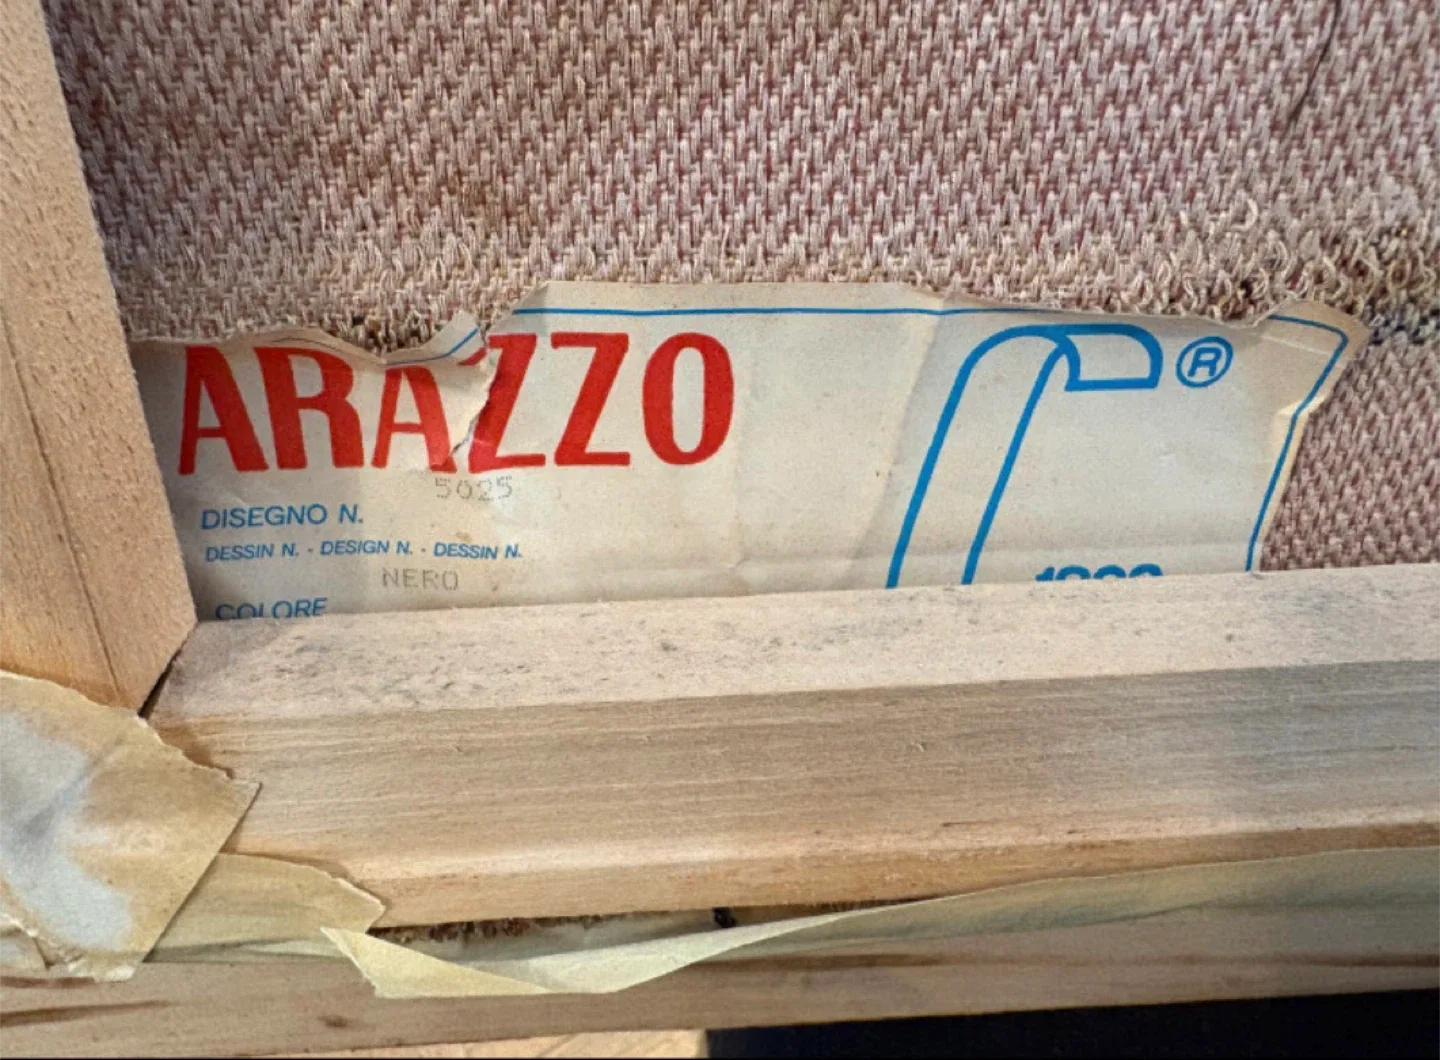 ARAZZO
®
5025
DISEGNO N.
DESSIN N. - DESIGN N. - DESSIN N.
NERO
COLORE